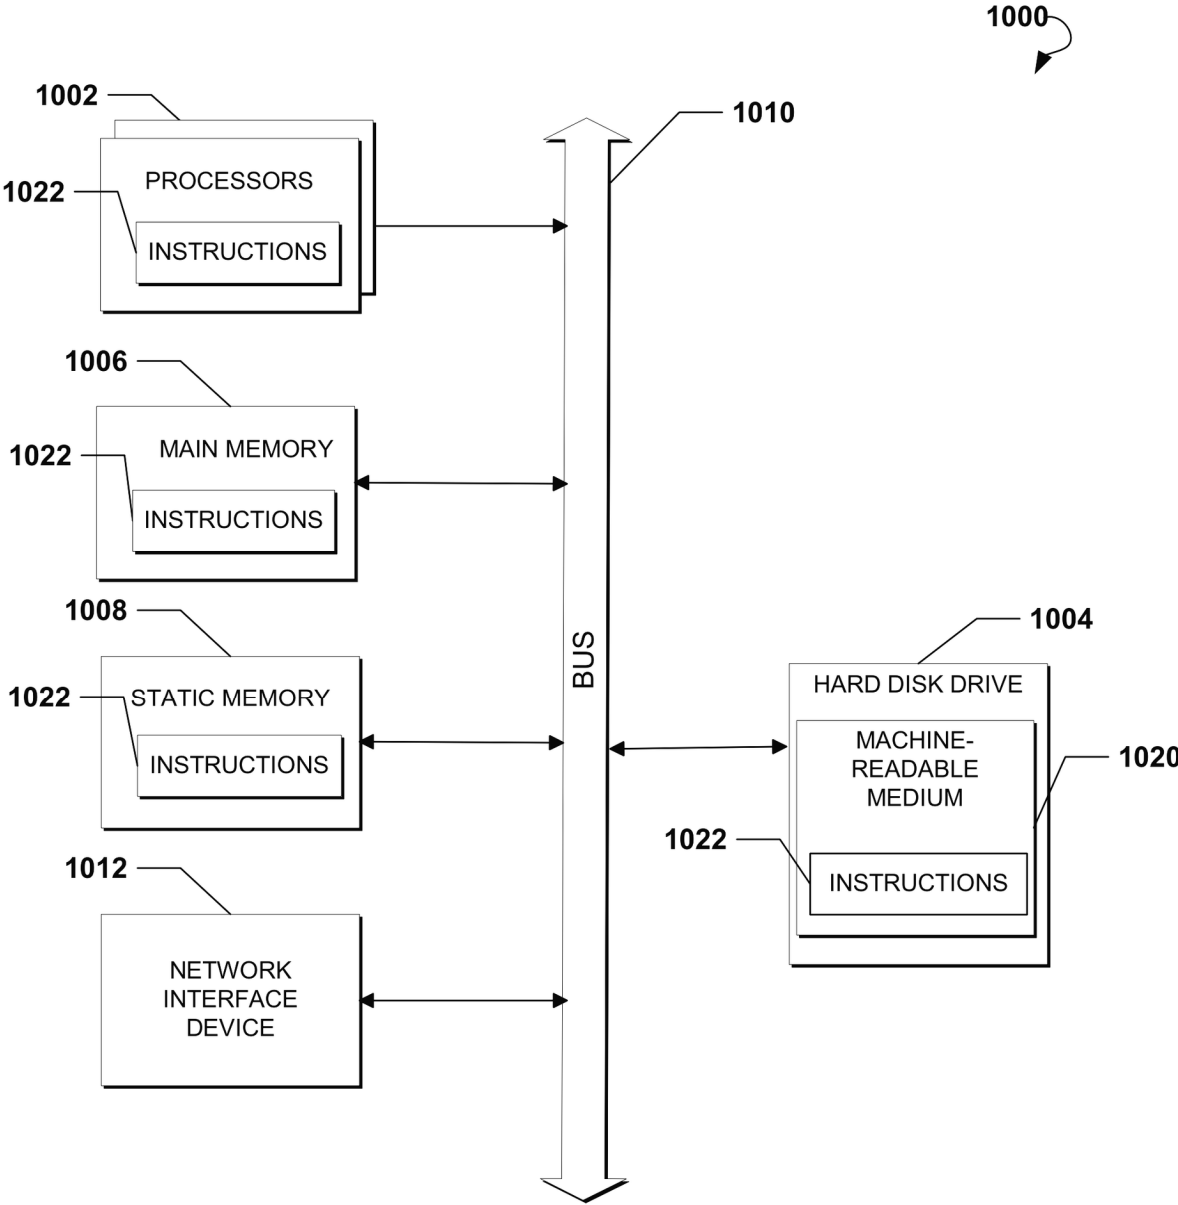 1000
1002
1010
PROCESSORS
1022
INSTRUCTIONS
1006
MAIN MEMORY
1022
INSTRUCTIONS
1008
STATIC MEMORY
1022
INSTRUCTIONS
BUS
1004
HARD DISK DRIVE
MACHINE-
READABLE
MEDIUM
1020
1022
INSTRUCTIONS
1012
NETWORK
INTERFACE
DEVICE